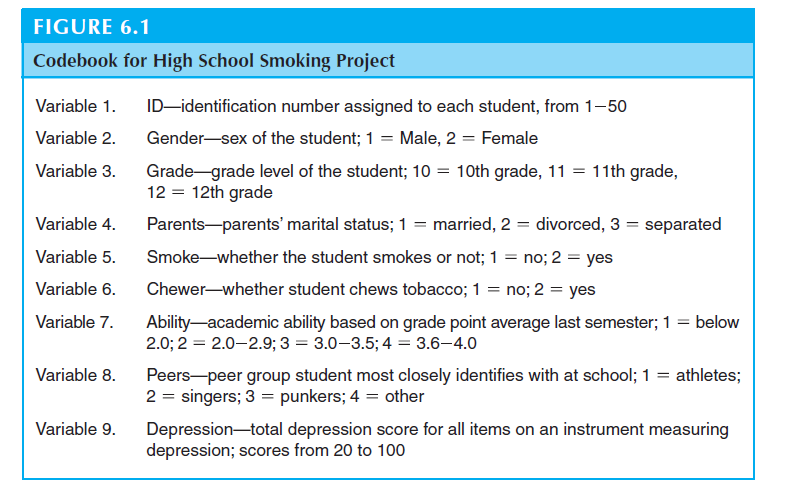 FIGURE 6.1
Codebook for High School Smoking Project
Variable 1. ID—identification number assigned to each student, from 1–50
Variable 2. Gender—sex of the student; 1 = Male, 2 = Female
Variable 3. Grade—grade level of the student; 10 = 10th grade, 11 = 11th grade,
12 = 12th grade
Variable 4. Parents—parents' marital status; 1 = married, 2 = divorced, 3 = separated
Variable 5. Smoke—whether the student smokes or not; 1 = no; 2 = yes
Variable 6. Chewer—whether student chews tobacco; 1 = no; 2 = yes
Variable 7. Ability—academic ability based on grade point average last semester; 1 = below
2.0; 2 = 2.0–2.9; 3 = 3.0–3.5; 4 = 3.6–4.0
Variable 8. Peers—peer group student most closely identifies with at school; 1 = athletes;
2 = singers; 3 = punkers; 4 = other
Variable 9. Depression—total depression score for all items on an instrument measuring
depression; scores from 20 to 100